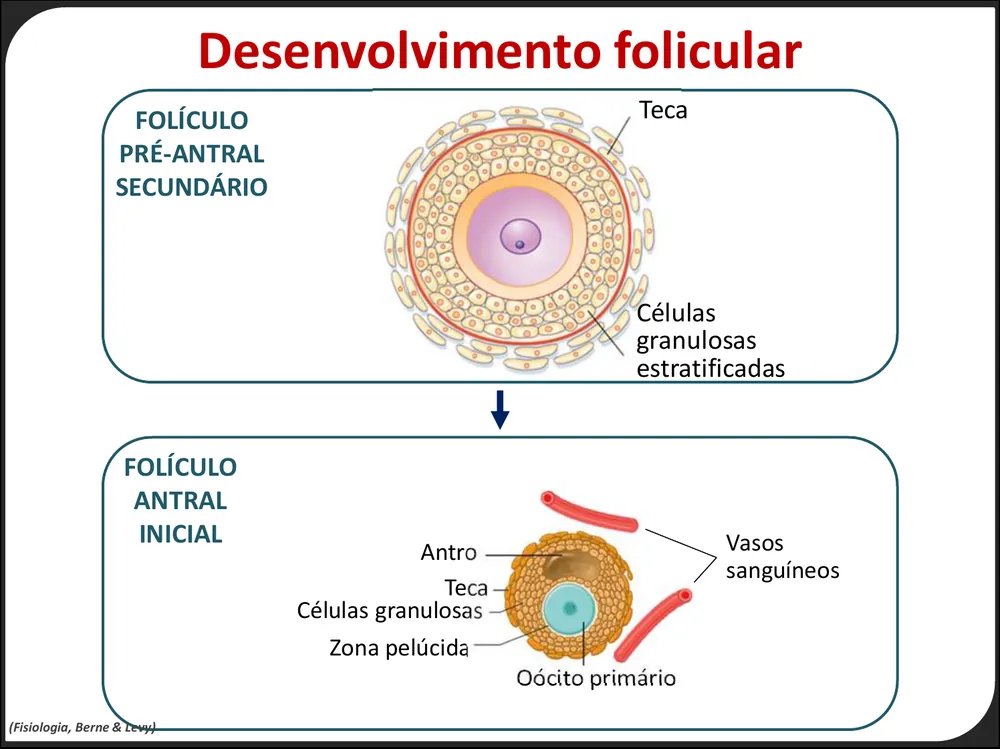 Desenvolvimento folicular
FOLÍCULO
PRÉ-ANTRAL
SECUNDÁRIO
Teca
Células
granulosas
estratificadas
FOLÍCULO
ANTRAL
INICIAL
Antro
Teca
Células granulosas
Zona pelúcida
Oócito primário
Vasos
sanguíneos
(Fisiologia, Berne & Levy)